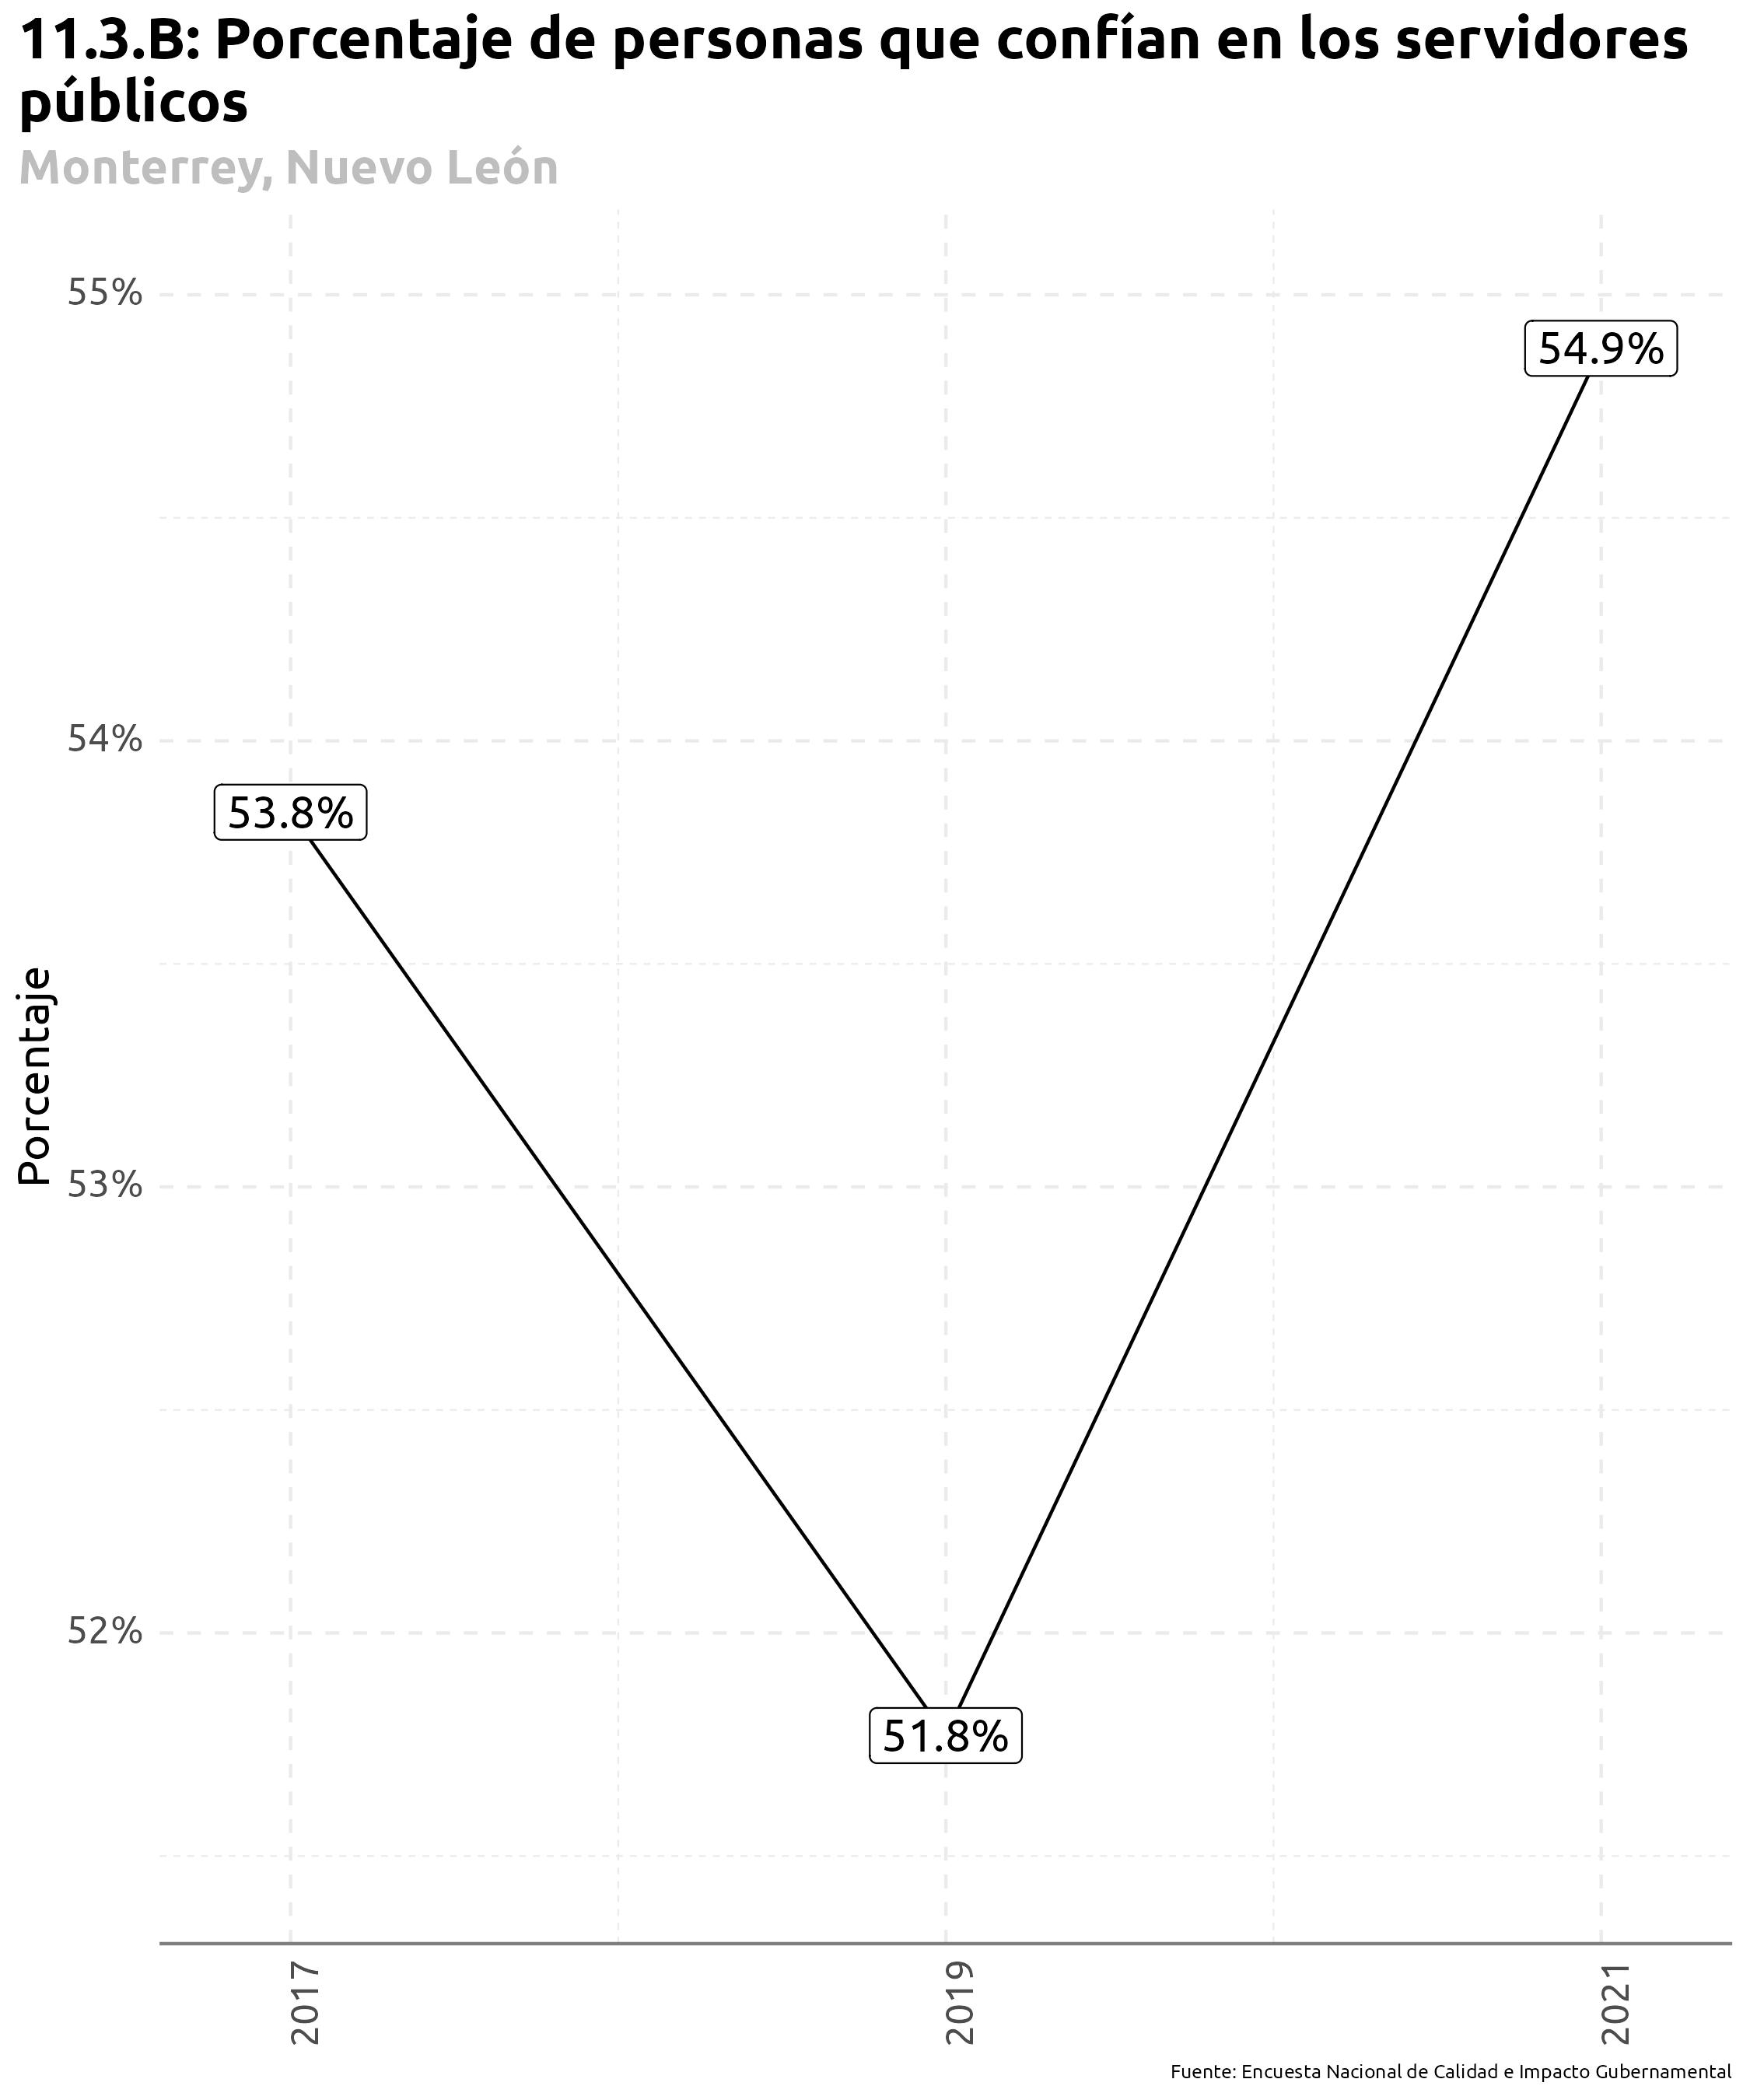 11.3.B: Porcentaje de personas que confían en los servidores
públicos
Monterrey, Nuevo León
55%
54.9%
54%
53.8%
Porcentaje
53%
52%
51.8%
2017
2019
2021
Fuente: Encuesta Nacional de Calidad e Impacto Gubernamental